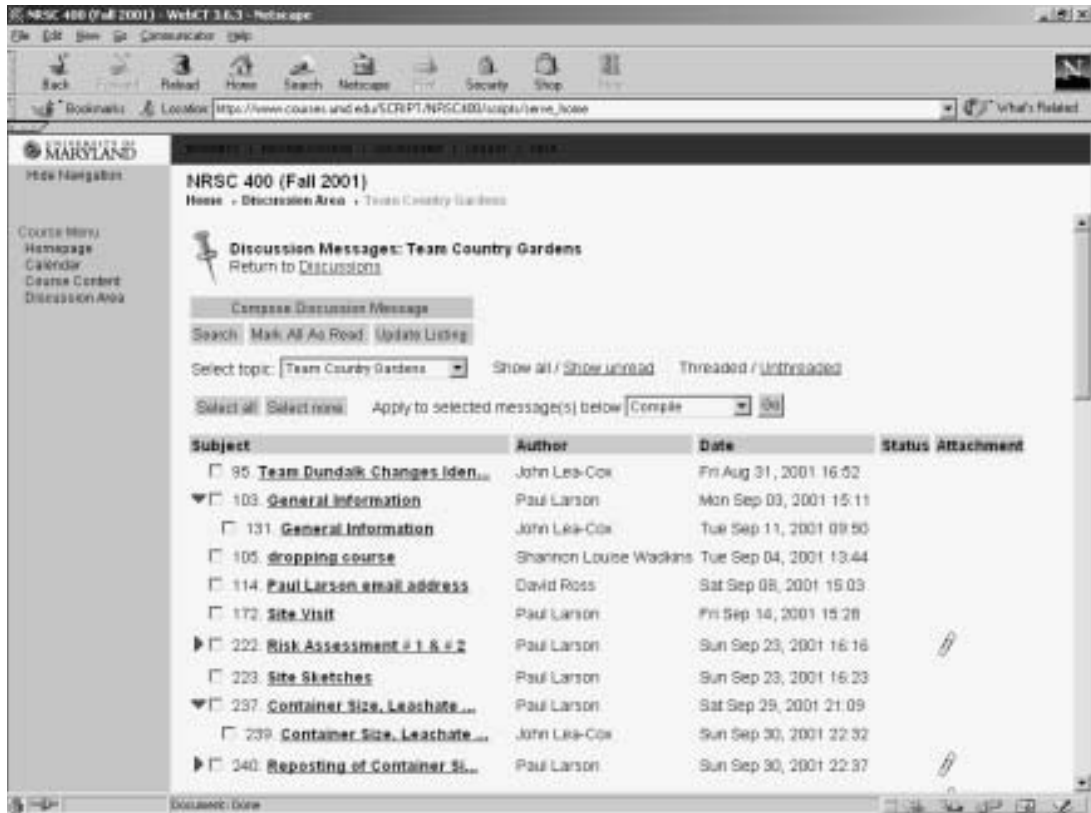 NRSC 400 (Fall 2001) - WebCT 3.6.3 - Netscape
File Edit View Go Communicator Help
Back Forward Reload Home Search Netscape Print Security Shop
Bookmarks Location: https://www.courses.umd.edu/SCRIPT/NRSC400/scripts/serve_home What's Related
UNIVERSITY OF
MARYLAND
Hide Navigation
Course Menu
Homepage
Calendar
Course Content
Discussion Area
NRSC 400 (Fall 2001)
Home › Discussion Area › Team Country Gardens
Discussion Messages: Team Country Gardens
Return to Discussions
Compose Discussion Message
Search Mark All As Read Update Listing
Select topic: Team Country Gardens Show all / Show unread Threaded / Unthreaded
Select all Select none Apply to selected message(s) below Compile Go
Subject Author Date Status Attachment
95. Team Dundalk Changes Iden... John Lea-Cox Fri Aug 31, 2001 16:52
103. General Information Paul Larson Mon Sep 03, 2001 15:11
131. General Information John Lea-Cox Tue Sep 11, 2001 09:50
105. dropping course Shannon Louise Wadkins Tue Sep 04, 2001 13:44
114. Paul Larson email address David Ross Sat Sep 08, 2001 15:03
172. Site Visit Paul Larson Fri Sep 14, 2001 15:28
222. Risk Assessment # 1 & # 2 Paul Larson Sun Sep 23, 2001 16:16
223. Site Sketches Paul Larson Sun Sep 23, 2001 16:23
237. Container Size, Leachate ... Paul Larson Sat Sep 29, 2001 21:09
239. Container Size, Leachate ... John Lea-Cox Sun Sep 30, 2001 22:32
240. Reposting of Container Si... Paul Larson Sun Sep 30, 2001 22:37
Document: Done